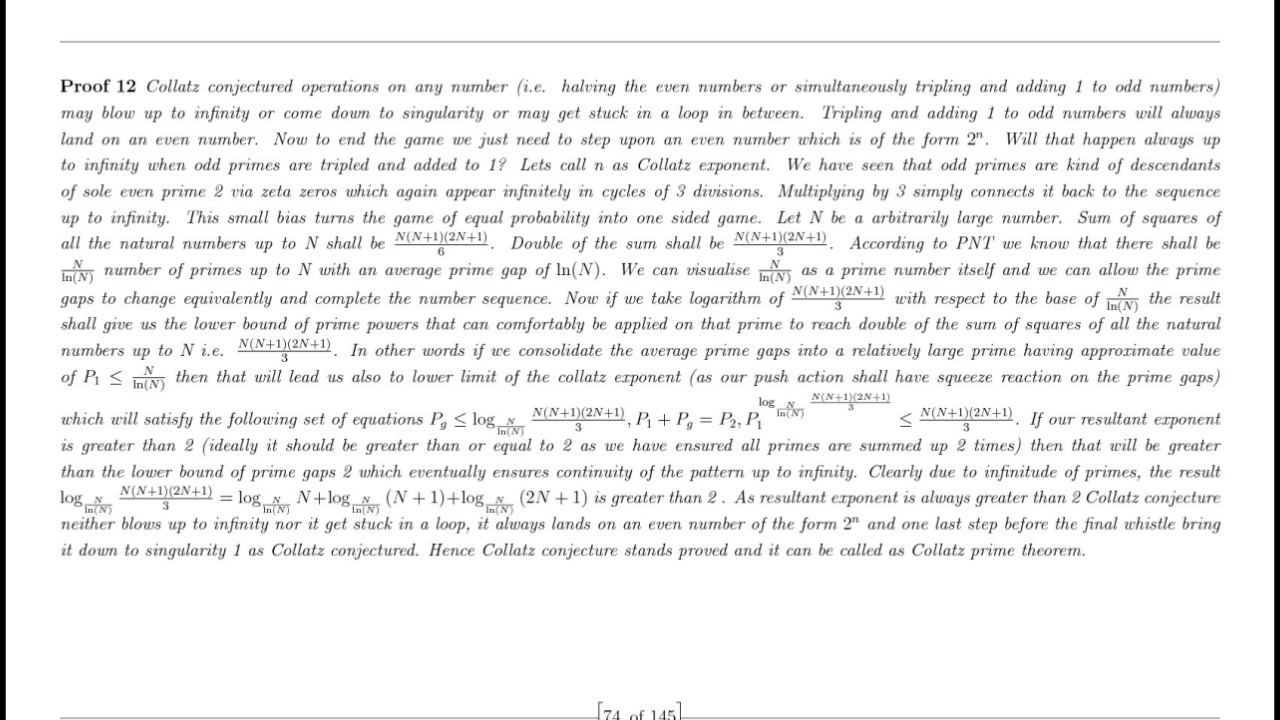 Proof 12 Collatz conjectured operations on any number (i.e. halving the even numbers or simultaneously tripling and adding 1 to odd numbers)
may blow up to infinity or come down to singularity or may get stuck in a loop in between. Tripling and adding 1 to odd numbers will always
land on an even number. Now to end the game we just need to step upon an even number which is of the form 2ⁿ. Will that happen always up
to infinity when odd primes are tripled and added to 1? Lets call n as Collatz exponent. We have seen that odd primes are kind of descendants
of sole even prime 2 via zeta zeros which again appear infinitely in cycles of 3 divisions. Multiplying by 3 simply connects it back to the sequence
up to infinity. This small bias turns the game of equal probability into one sided game. Let N be a arbitrarily large number. Sum of squares of
all the natural numbers up to N shall be $\frac{N(N+1)(2N+1)}{6}$. Double of the sum shall be $\frac{N(N+1)(2N+1)}{3}$. According to PNT we know that there shall be
$\frac{N}{\ln(N)}$ number of primes up to N with an average prime gap of ln(N). We can visualise $\frac{N}{\ln(N)}$ as a prime number itself and we can allow the prime
gaps to change equivalently and complete the number sequence. Now if we take logarithm of $\frac{N(N+1)(2N+1)}{3}$ with respect to the base of $\frac{N}{\ln(N)}$ the result
shall give us the lower bound of prime powers that can comfortably be applied on that prime to reach double of the sum of squares of all the natural
numbers up to N i.e. $\frac{N(N+1)(2N+1)}{3}$. In other words if we consolidate the average prime gaps into a relatively large prime having approximate value
of $P_1 \leq \frac{N}{\ln(N)}$ then that will lead us also to lower limit of the collatz exponent (as our push action shall have squeeze reaction on the prime gaps)
which will satisfy the following set of equations $P_g \leq \log_{\frac{N}{\ln(N)}} \frac{N(N+1)(2N+1)}{3}, P_1 + P_g = P_2, P_1^{\log_{\frac{N}{\ln(N)}} \frac{N(N+1)(2N+1)}{3}} \leq \frac{N(N+1)(2N+1)}{3}$. If our resultant exponent
is greater than 2 (ideally it should be greater than or equal to 2 as we have ensured all primes are summed up 2 times) then that will be greater
than the lower bound of prime gaps 2 which eventually ensures continuity of the pattern up to infinity. Clearly due to infinitude of primes, the result
$\log_{\frac{N}{\ln(N)}} \frac{N(N+1)(2N+1)}{3} = \log_{\frac{N}{\ln(N)}} N + \log_{\frac{N}{\ln(N)}} (N+1) + \log_{\frac{N}{\ln(N)}} (2N+1)$ is greater than 2 . As resultant exponent is always greater than 2 Collatz conjecture
neither blows up to infinity nor it get stuck in a loop, it always lands on an even number of the form 2ⁿ and one last step before the final whistle bring
it down to singularity 1 as Collatz conjectured. Hence Collatz conjecture stands proved and it can be called as Collatz prime theorem.
74 of 145